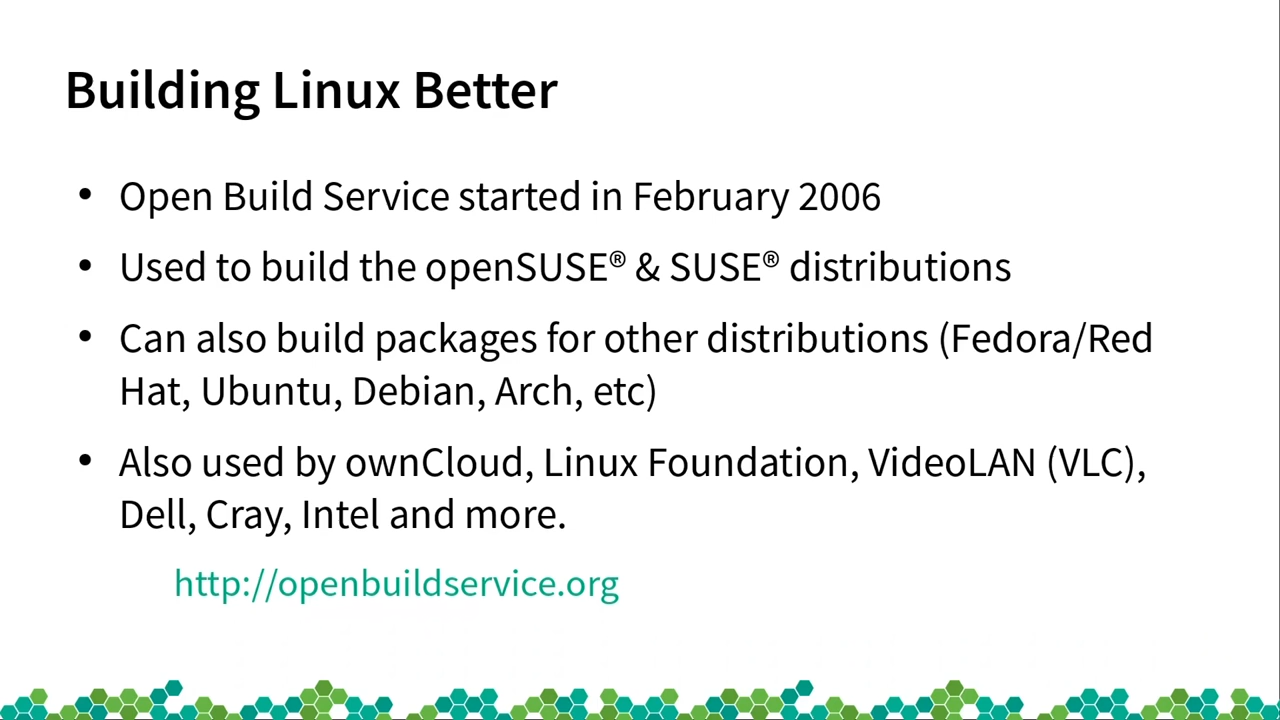 Building Linux Better
• Open Build Service started in February 2006
• Used to build the openSUSE® & SUSE® distributions
• Can also build packages for other distributions (Fedora/Red
Hat, Ubuntu, Debian, Arch, etc)
• Also used by ownCloud, Linux Foundation, VideoLAN (VLC),
Dell, Cray, Intel and more.
http://openbuildservice.org